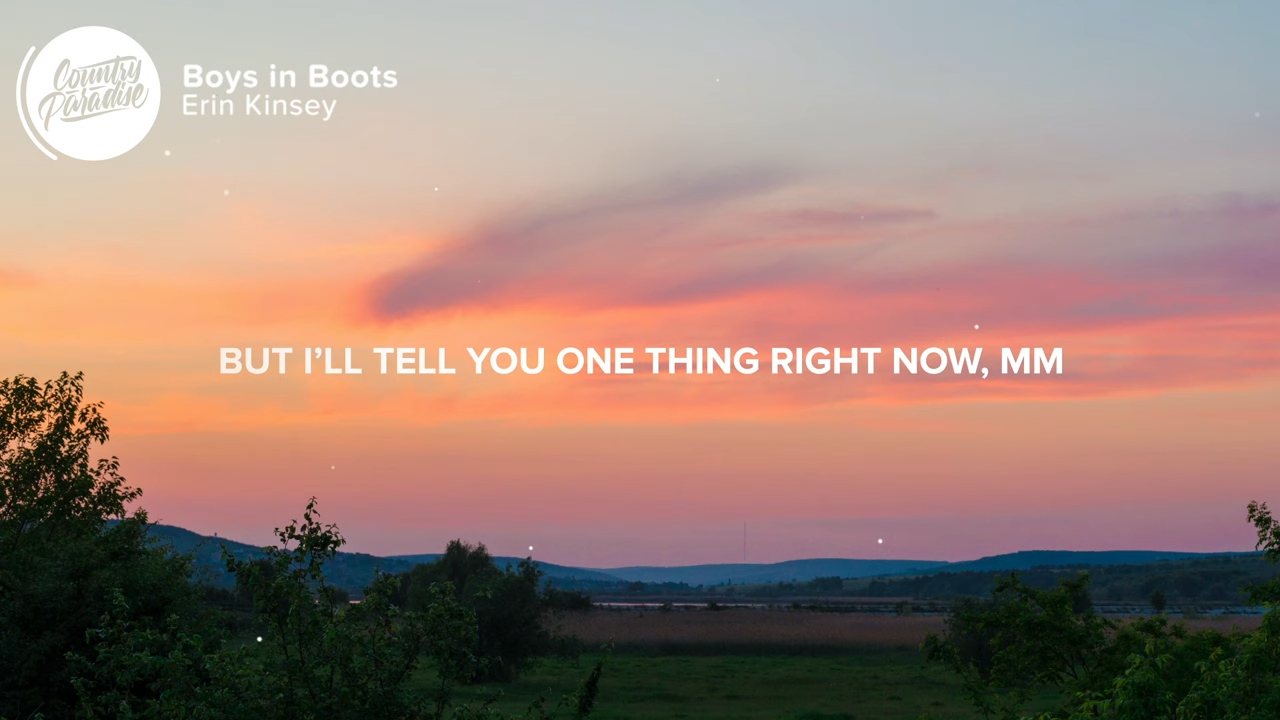 Country
Paradise
Boys in Boots
Erin Kinsey
BUT I’LL TELL YOU ONE THING RIGHT NOW, MM